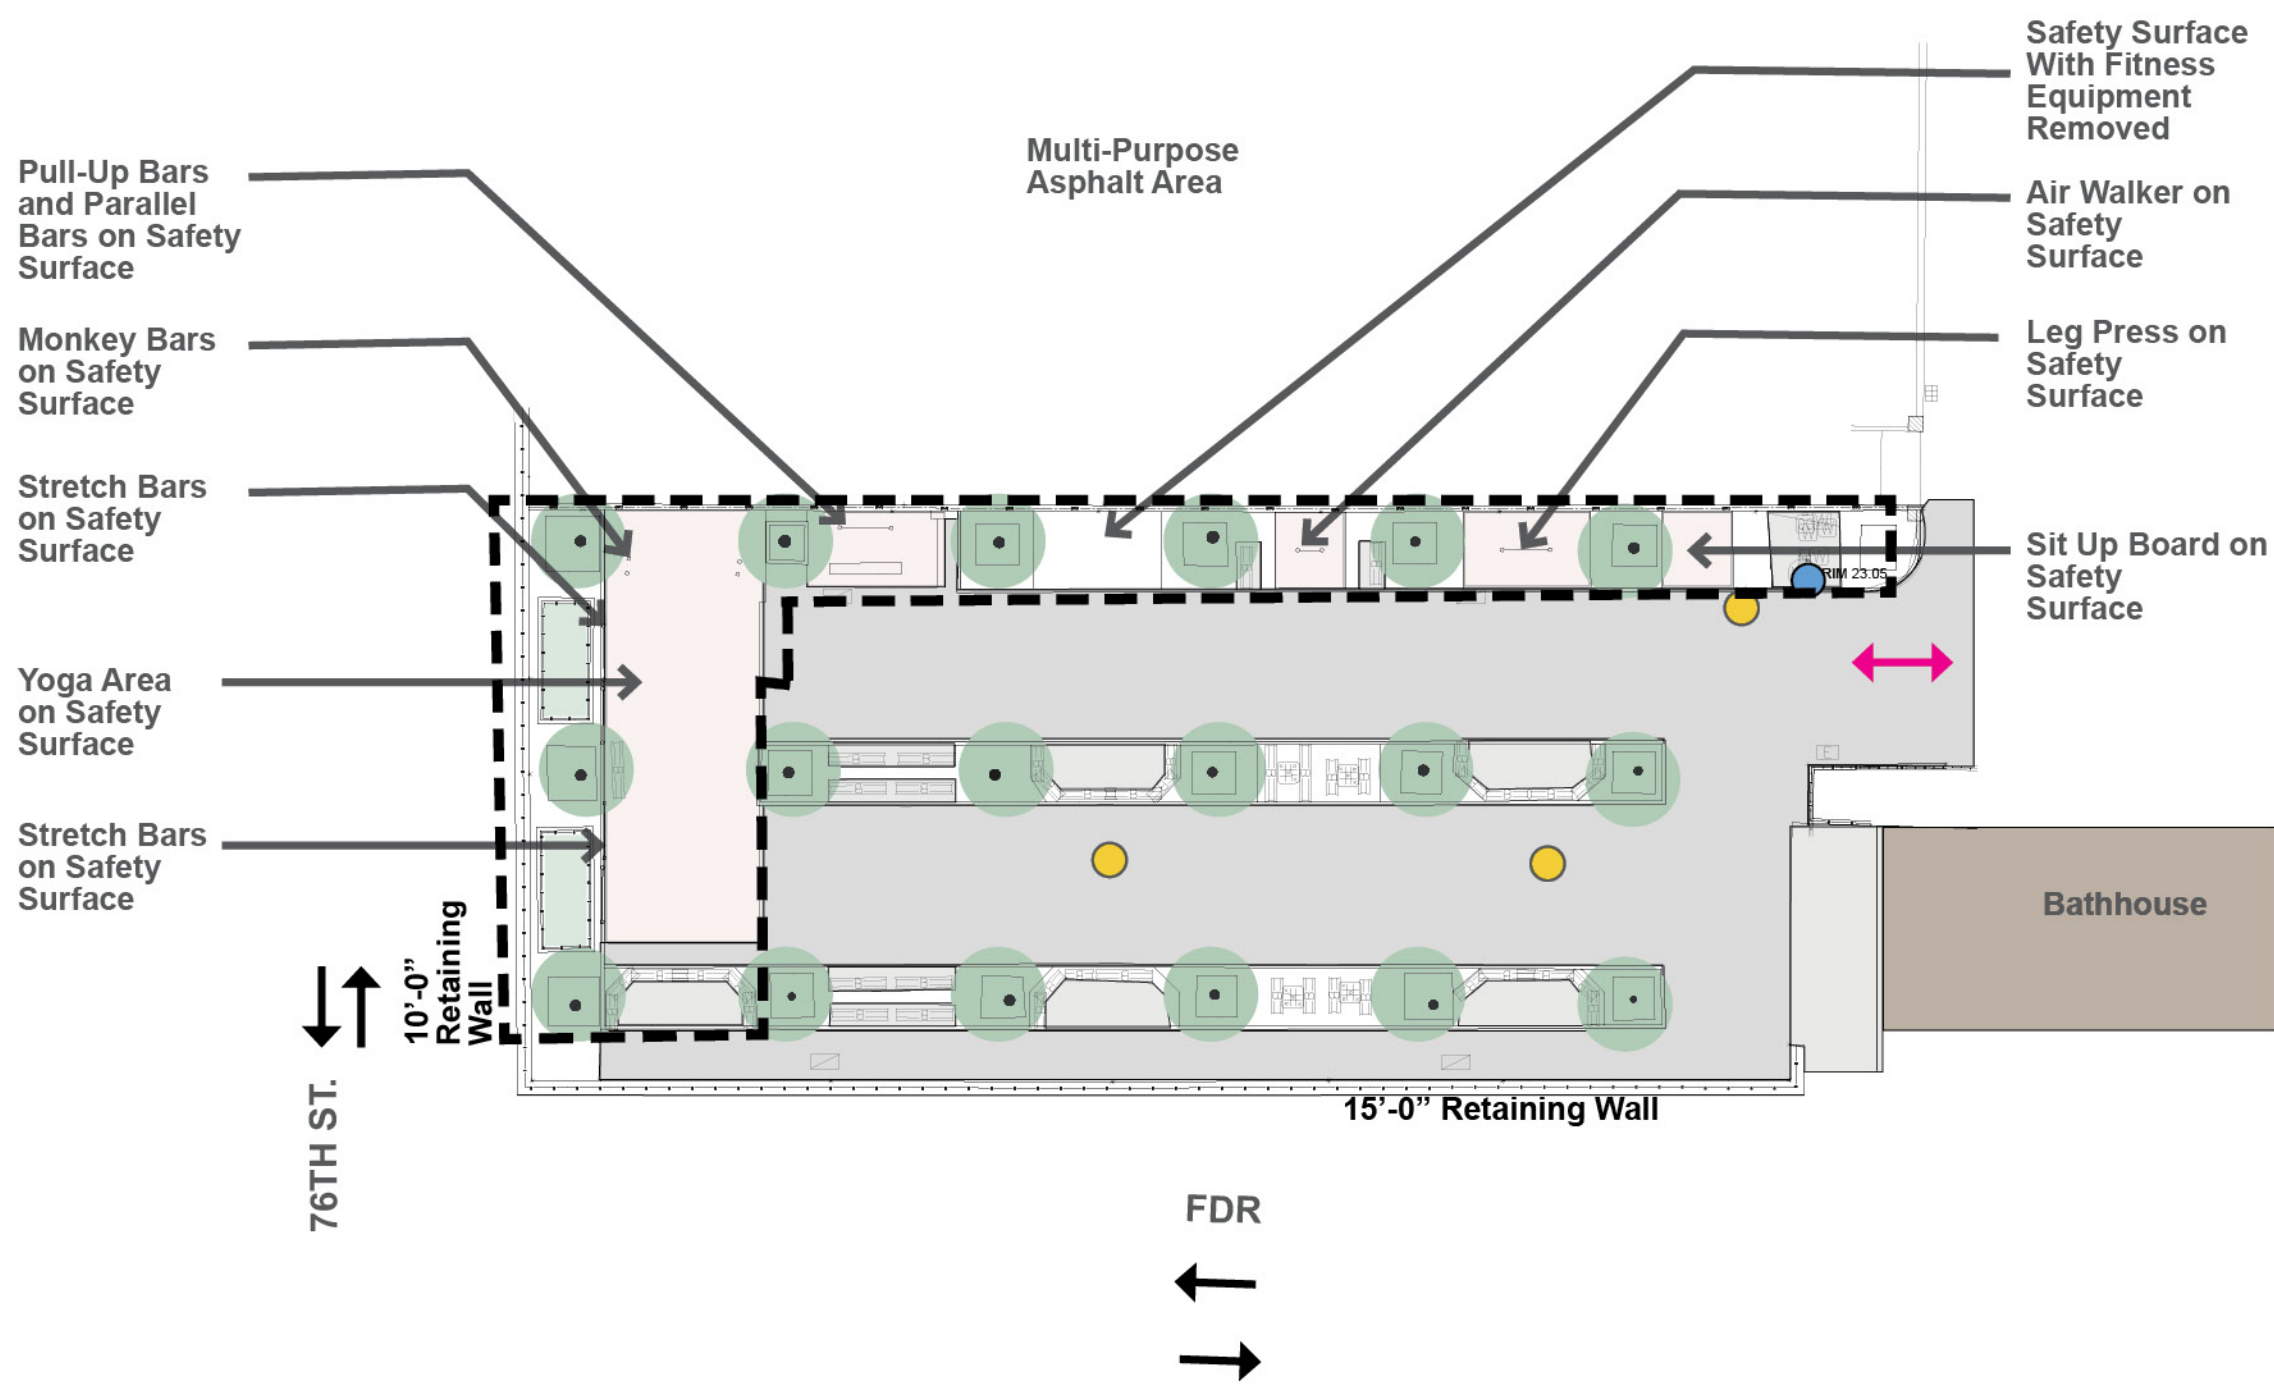 Safety Surface
With Fitness
Equipment
Removed
Multi-Purpose
Asphalt Area
Pull-Up Bars
and Parallel
Bars on Safety
Surface
Air Walker on
Safety
Surface
Monkey Bars
on Safety
Surface
Leg Press on
Safety
Surface
Stretch Bars
on Safety
Surface
Sit Up Board on
Safety
Surface
RIM 23.05
Yoga Area
on Safety
Surface
E
Stretch Bars
on Safety
Surface
Bathhouse
10’-0”
Retaining
Wall
76TH ST.
15’-0” Retaining Wall
FDR